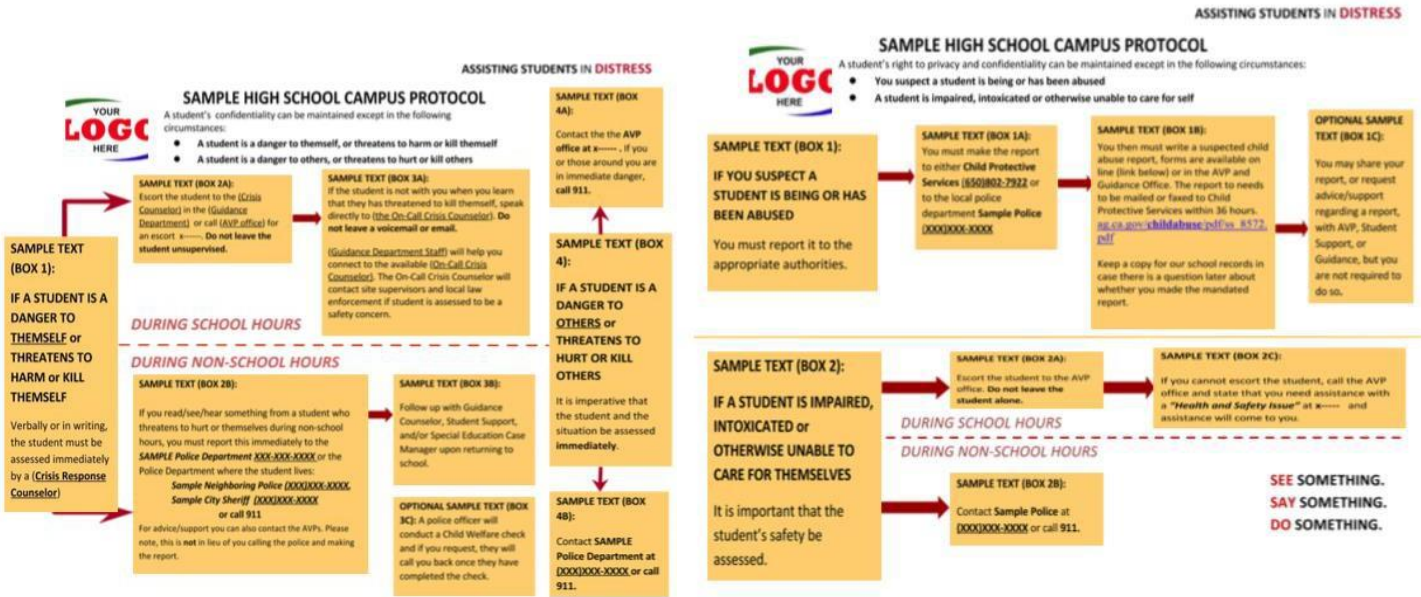 ASSISTING STUDENTS IN DISTRESS
YOUR
LOGO
HERE
SAMPLE HIGH SCHOOL CAMPUS PROTOCOL
A student's confidentiality can be maintained except in the following
circumstances:
● A student is a danger to themself, or threatens to harm or kill themself
● A student is a danger to others, or threatens to hurt or kill others
SAMPLE TEXT
(BOX 1):
IF A STUDENT IS A
DANGER TO
THEMSELF or
THREATENS TO
HARM or KILL
THEMSELF
Verbally or in writing,
the student must be
assessed immediately
by a (Crisis Response
Counselor)
SAMPLE TEXT (BOX 2A):
Escort the student to the (Crisis
Counselor) in the (Guidance
Department) or call (AVP office) for
an escort x-----. Do not leave the
student unsupervised.
SAMPLE TEXT (BOX 3A):
If the student is not with you when you learn
that they has threatened to kill themself, speak
directly to (the On-Call Crisis Counselor). Do
not leave a voicemail or email.
(Guidance Department Staff) will help you
connect to the available (On-Call Crisis
Counselor). The On-Call Crisis Counselor will
contact site supervisors and local law
enforcement if student is assessed to be a
safety concern.
DURING SCHOOL HOURS
DURING NON-SCHOOL HOURS
SAMPLE TEXT (BOX 2B):
If you read/see/hear something from a student who
threatens to hurt or themselves during non-school
hours, you must report this immediately to the
SAMPLE Police Department XXX-XXX-XXXX or the
Police Department where the student lives:
Sample Neighboring Police (XXX)XXX-XXXX,
Sample City Sheriff (XXX)XXX-XXXX
or call 911
For advice/support you can also contact the AVPs. Please
note, this is not in lieu of you calling the police and making
the report.
SAMPLE TEXT (BOX 3B):
Follow up with Guidance
Counselor, Student Support,
and/or Special Education Case
Manager upon returning to
school.
OPTIONAL SAMPLE TEXT (BOX
3C): A police officer will
conduct a Child Welfare check
and if you request, they will
call you back once they have
completed the check.
SAMPLE TEXT (BOX
4A):
Contact the the AVP
office at x----- . If you
or those around you are
in immediate danger,
call 911.
SAMPLE TEXT (BOX
4):
IF A STUDENT IS A
DANGER TO
OTHERS or
THREATENS TO
HURT OR KILL
OTHERS
It is imperative that
the student and the
situation be assessed
immediately.
SAMPLE TEXT (BOX
4B):
Contact SAMPLE
Police Department at
(XXX)XXX-XXXX or call
911.
ASSISTING STUDENTS IN DISTRESS
YOUR
LOGO
HERE
SAMPLE HIGH SCHOOL CAMPUS PROTOCOL
A student's right to privacy and confidentiality can be maintained except in the following circumstances:
● You suspect a student is being or has been abused
● A student is impaired, intoxicated or otherwise unable to care for self
SAMPLE TEXT (BOX 1):
IF YOU SUSPECT A
STUDENT IS BEING OR HAS
BEEN ABUSED
You must report it to the
appropriate authorities.
SAMPLE TEXT (BOX 1A):
You must make the report
to either Child Protective
Services (650)802-7922 or
to the local police
department Sample Police
(XXX)XXX-XXXX
SAMPLE TEXT (BOX 1B):
You then must write a suspected child
abuse report, forms are available on
line (link below) or in the AVP and
Guidance Office. The report to needs
to be mailed or faxed to Child
Protective Services within 36 hours.
ag.ca.gov/childabuse/pdf/ss_8572.
pdf
Keep a copy for our school records in
case there is a question later about
whether you made the mandated
report.
OPTIONAL SAMPLE
TEXT (BOX 1C):
You may share your
report, or request
advice/support
regarding a report,
with AVP, Student
Support, or
Guidance, but you
are not required to
do so.
SAMPLE TEXT (BOX 2):
IF A STUDENT IS IMPAIRED,
INTOXICATED or
OTHERWISE UNABLE TO
CARE FOR THEMSELVES
It is important that the
student's safety be
assessed.
SAMPLE TEXT (BOX 2A):
Escort the student to the AVP
office. Do not leave the
student alone.
SAMPLE TEXT (BOX 2C):
If you cannot escort the student, call the AVP
office and state that you need assistance with
a "Health and Safety Issue" at x----- and
assistance will come to you.
DURING SCHOOL HOURS
DURING NON-SCHOOL HOURS
SAMPLE TEXT (BOX 2B):
Contact Sample Police at
(XXX)XXX-XXXX or call 911.
SEE SOMETHING.
SAY SOMETHING.
DO SOMETHING.